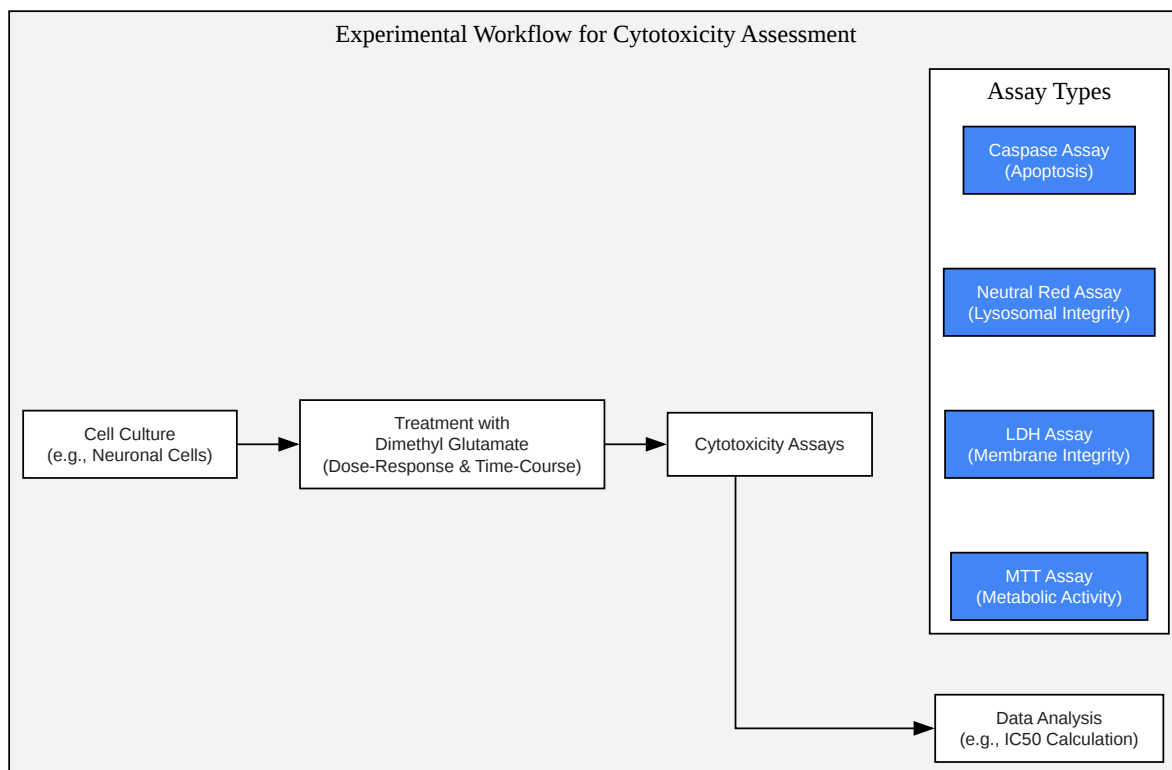 Experimental Workflow for Cytotoxicity Assessment
Assay Types
Caspase Assay
(Apoptosis)
Neutral Red Assay
(Lysosomal Integrity)
LDH Assay
(Membrane Integrity)
MTT Assay
(Metabolic Activity)
Cell Culture
(e.g., Neuronal Cells)
Treatment with
Dimethyl Glutamate
(Dose-Response & Time-Course)
Cytotoxicity Assays
Data Analysis
(e.g., IC50 Calculation)